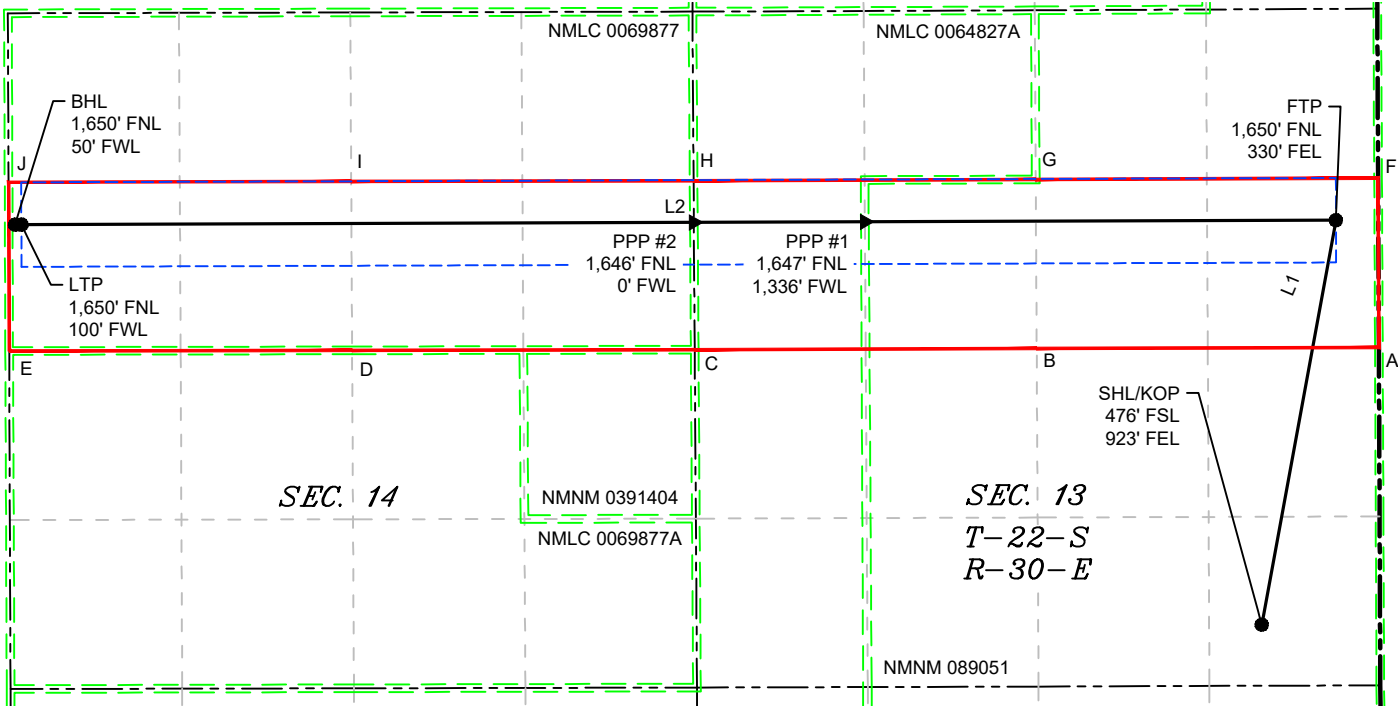 NMLC 0069877
NMLC 0064827A
BHL
1,650' FNL
50' FWL
FTP
1,650' FNL
330' FEL
J
I
H
G
F
L2
PPP #2
1,646' FNL
0' FWL
PPP #1
1,647' FNL
1,336' FWL
L1
LTP
1,650' FNL
100' FWL
E
D
C
B
A
SHL/KOP
476' FSL
923' FEL
SEC. 14
NMNM 0391404
NMLC 0069877A
SEC. 13
T-22-S
R-30-E
NMNM 089051